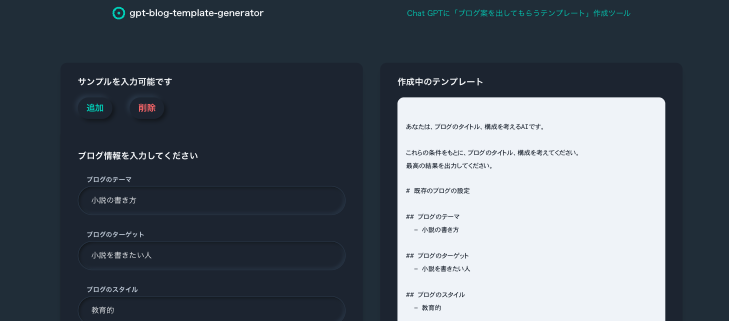 gpt-blog-template-generator
Chat GPTに「ブログ案を出してもらうテンプレート」作成ツール
サンプルを入力可能です
追加 削除
ブログ情報を入力してください
ブログのテーマ
小説の書き方
ブログのターゲット
小説を書きたい人
ブログのスタイル
教育的
作成中のテンプレート
あなたは、ブログのタイトル、構成を考えるAIです。
これらの条件をもとに、ブログのタイトル、構成を考えてください。
最高の結果を出力してください。
# 既存のブログの設定
## ブログのテーマ
- 小説の書き方
## ブログのターゲット
- 小説を書きたい人
## ブログのスタイル
- 教育的